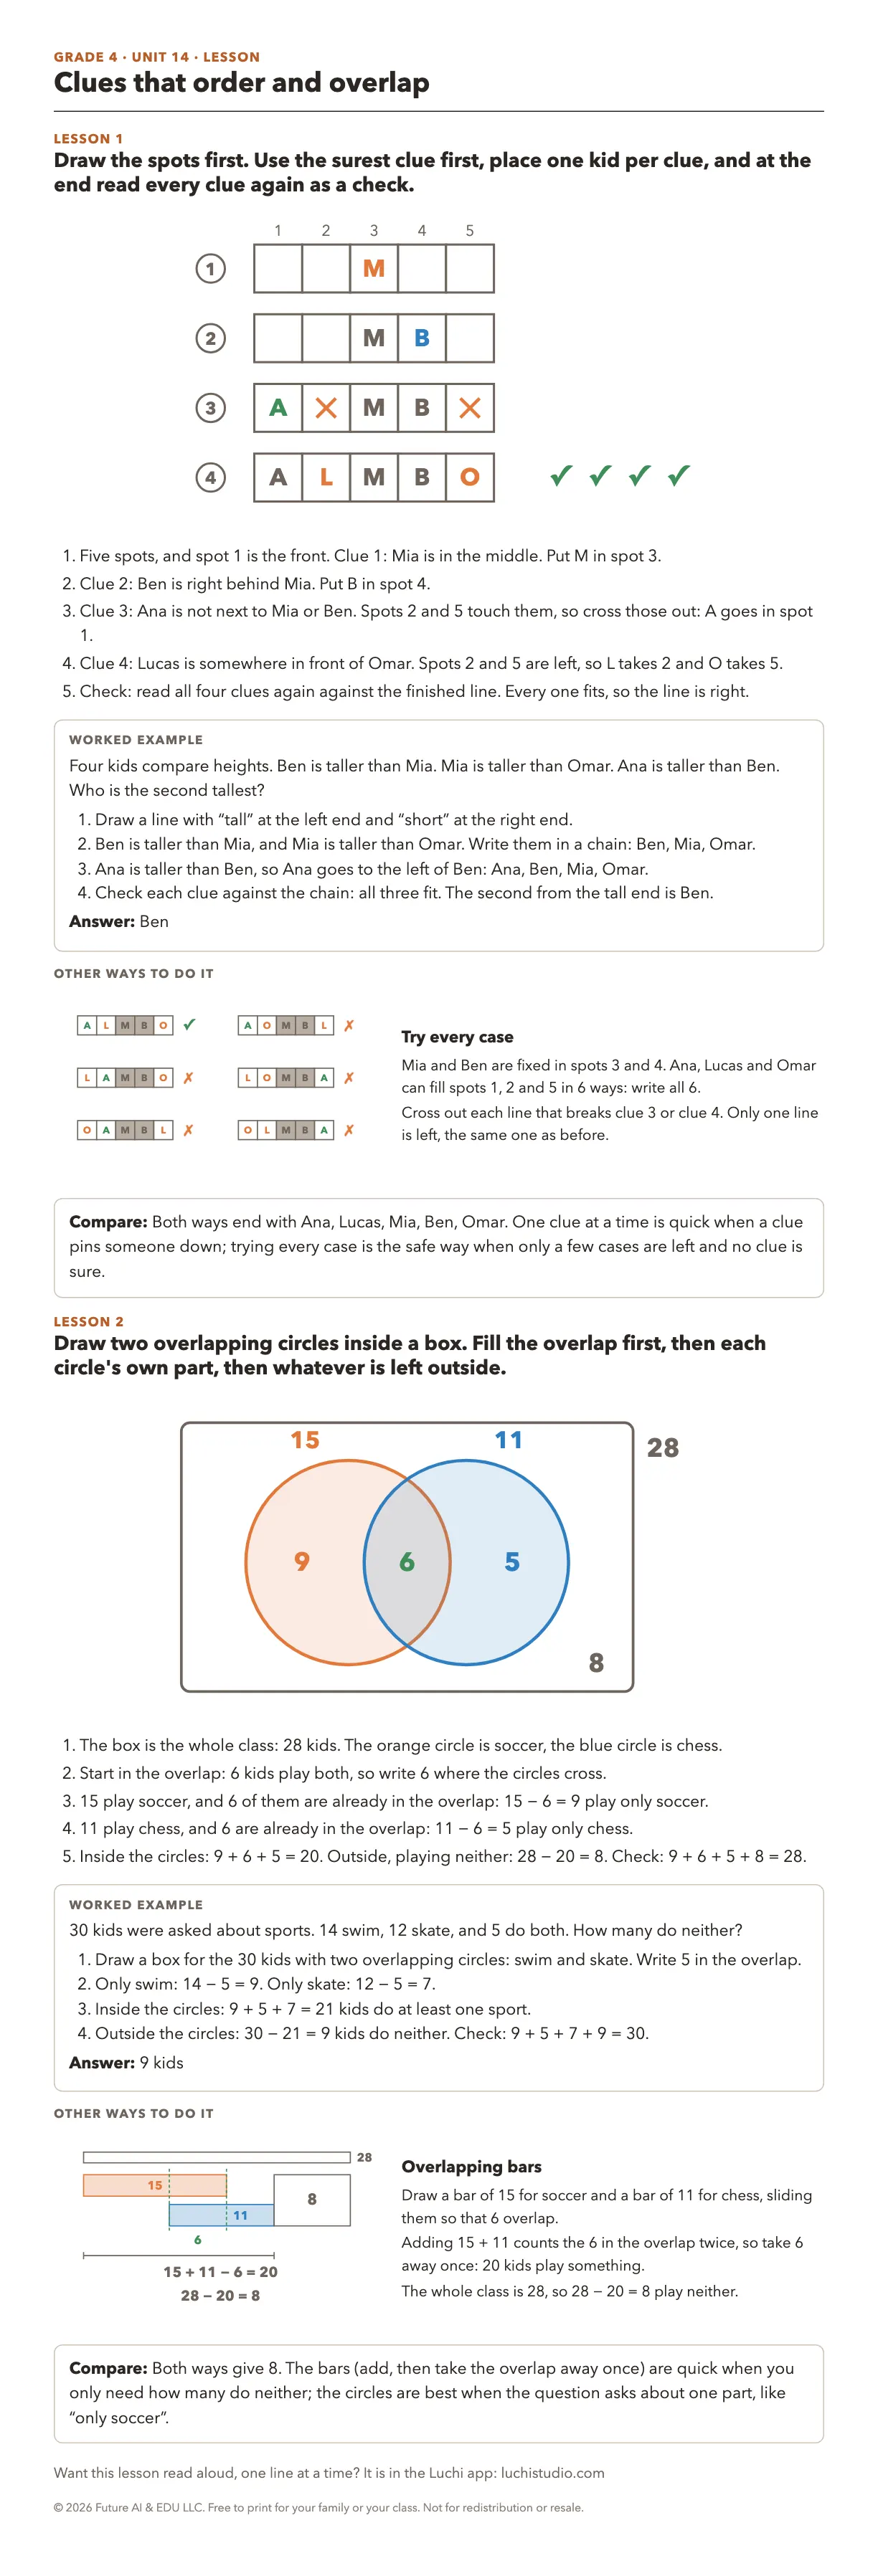 GRADE 4 · UNIT 14 · LESSON
Clues that order and overlap
LESSON 1
Draw the spots first. Use the surest clue first, place one kid per clue, and at the
end read every clue again as a check.
1 2 3 4 5
1 M
2 M B
3 A ✕ M B ✕
4 A L M B O ✓ ✓ ✓ ✓
1. Five spots, and spot 1 is the front. Clue 1: Mia is in the middle. Put M in spot 3.
2. Clue 2: Ben is right behind Mia. Put B in spot 4.
3. Clue 3: Ana is not next to Mia or Ben. Spots 2 and 5 touch them, so cross those out: A goes in spot
1.
4. Clue 4: Lucas is somewhere in front of Omar. Spots 2 and 5 are left, so L takes 2 and O takes 5.
5. Check: read all four clues again against the finished line. Every one fits, so the line is right.
WORKED EXAMPLE
Four kids compare heights. Ben is taller than Mia. Mia is taller than Omar. Ana is taller than Ben.
Who is the second tallest?
1. Draw a line with “tall” at the left end and “short” at the right end.
2. Ben is taller than Mia, and Mia is taller than Omar. Write them in a chain: Ben, Mia, Omar.
3. Ana is taller than Ben, so Ana goes to the left of Ben: Ana, Ben, Mia, Omar.
4. Check each clue against the chain: all three fit. The second from the tall end is Ben.
Answer: Ben
OTHER WAYS TO DO IT
A L M B O ✓ A O M B L ✗
L A M B O ✗ L O M B A ✗
O A M B L ✗ O L M B A ✗
Try every case
Mia and Ben are fixed in spots 3 and 4. Ana, Lucas and Omar
can fill spots 1, 2 and 5 in 6 ways: write all 6.
Cross out each line that breaks clue 3 or clue 4. Only one line
is left, the same one as before.
Compare: Both ways end with Ana, Lucas, Mia, Ben, Omar. One clue at a time is quick when a clue
pins someone down; trying every case is the safe way when only a few cases are left and no clue is
sure.
LESSON 2
Draw two overlapping circles inside a box. Fill the overlap first, then each
circle's own part, then whatever is left outside.
15 11 28
9 6 5
8
1. The box is the whole class: 28 kids. The orange circle is soccer, the blue circle is chess.
2. Start in the overlap: 6 kids play both, so write 6 where the circles cross.
3. 15 play soccer, and 6 of them are already in the overlap: 15 − 6 = 9 play only soccer.
4. 11 play chess, and 6 are already in the overlap: 11 − 6 = 5 play only chess.
5. Inside the circles: 9 + 6 + 5 = 20. Outside, playing neither: 28 − 20 = 8. Check: 9 + 6 + 5 + 8 = 28.
WORKED EXAMPLE
30 kids were asked about sports. 14 swim, 12 skate, and 5 do both. How many do neither?
1. Draw a box for the 30 kids with two overlapping circles: swim and skate. Write 5 in the overlap.
2. Only swim: 14 − 5 = 9. Only skate: 12 − 5 = 7.
3. Inside the circles: 9 + 5 + 7 = 21 kids do at least one sport.
4. Outside the circles: 30 − 21 = 9 kids do neither. Check: 9 + 5 + 7 + 9 = 30.
Answer: 9 kids
OTHER WAYS TO DO IT
28
15
8
11
6
15 + 11 − 6 = 20
28 − 20 = 8
Overlapping bars
Draw a bar of 15 for soccer and a bar of 11 for chess, sliding
them so that 6 overlap.
Adding 15 + 11 counts the 6 in the overlap twice, so take 6
away once: 20 kids play something.
The whole class is 28, so 28 − 20 = 8 play neither.
Compare: Both ways give 8. The bars (add, then take the overlap away once) are quick when you
only need how many do neither; the circles are best when the question asks about one part, like
“only soccer”.
Want this lesson read aloud, one line at a time? It is in the Luchi app: luchistudio.com
© 2026 Future AI & EDU LLC. Free to print for your family or your class. Not for redistribution or resale.